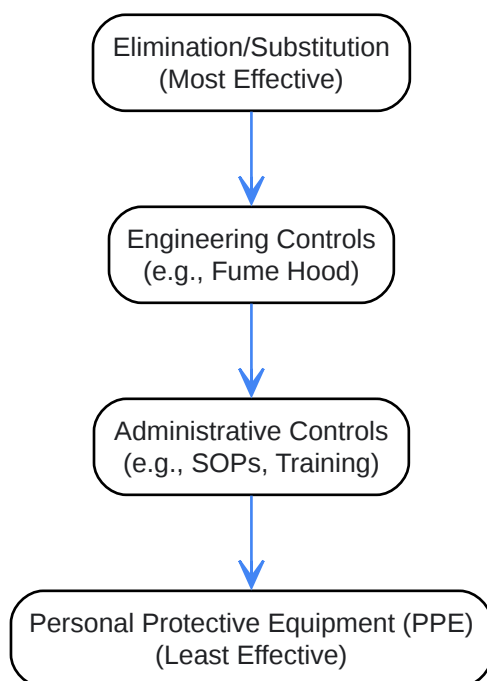 Elimination/Substitution
(Most Effective)
Engineering Controls
(e.g., Fume Hood)
Administrative Controls
(e.g., SOPs, Training)
Personal Protective Equipment (PPE)
(Least Effective)